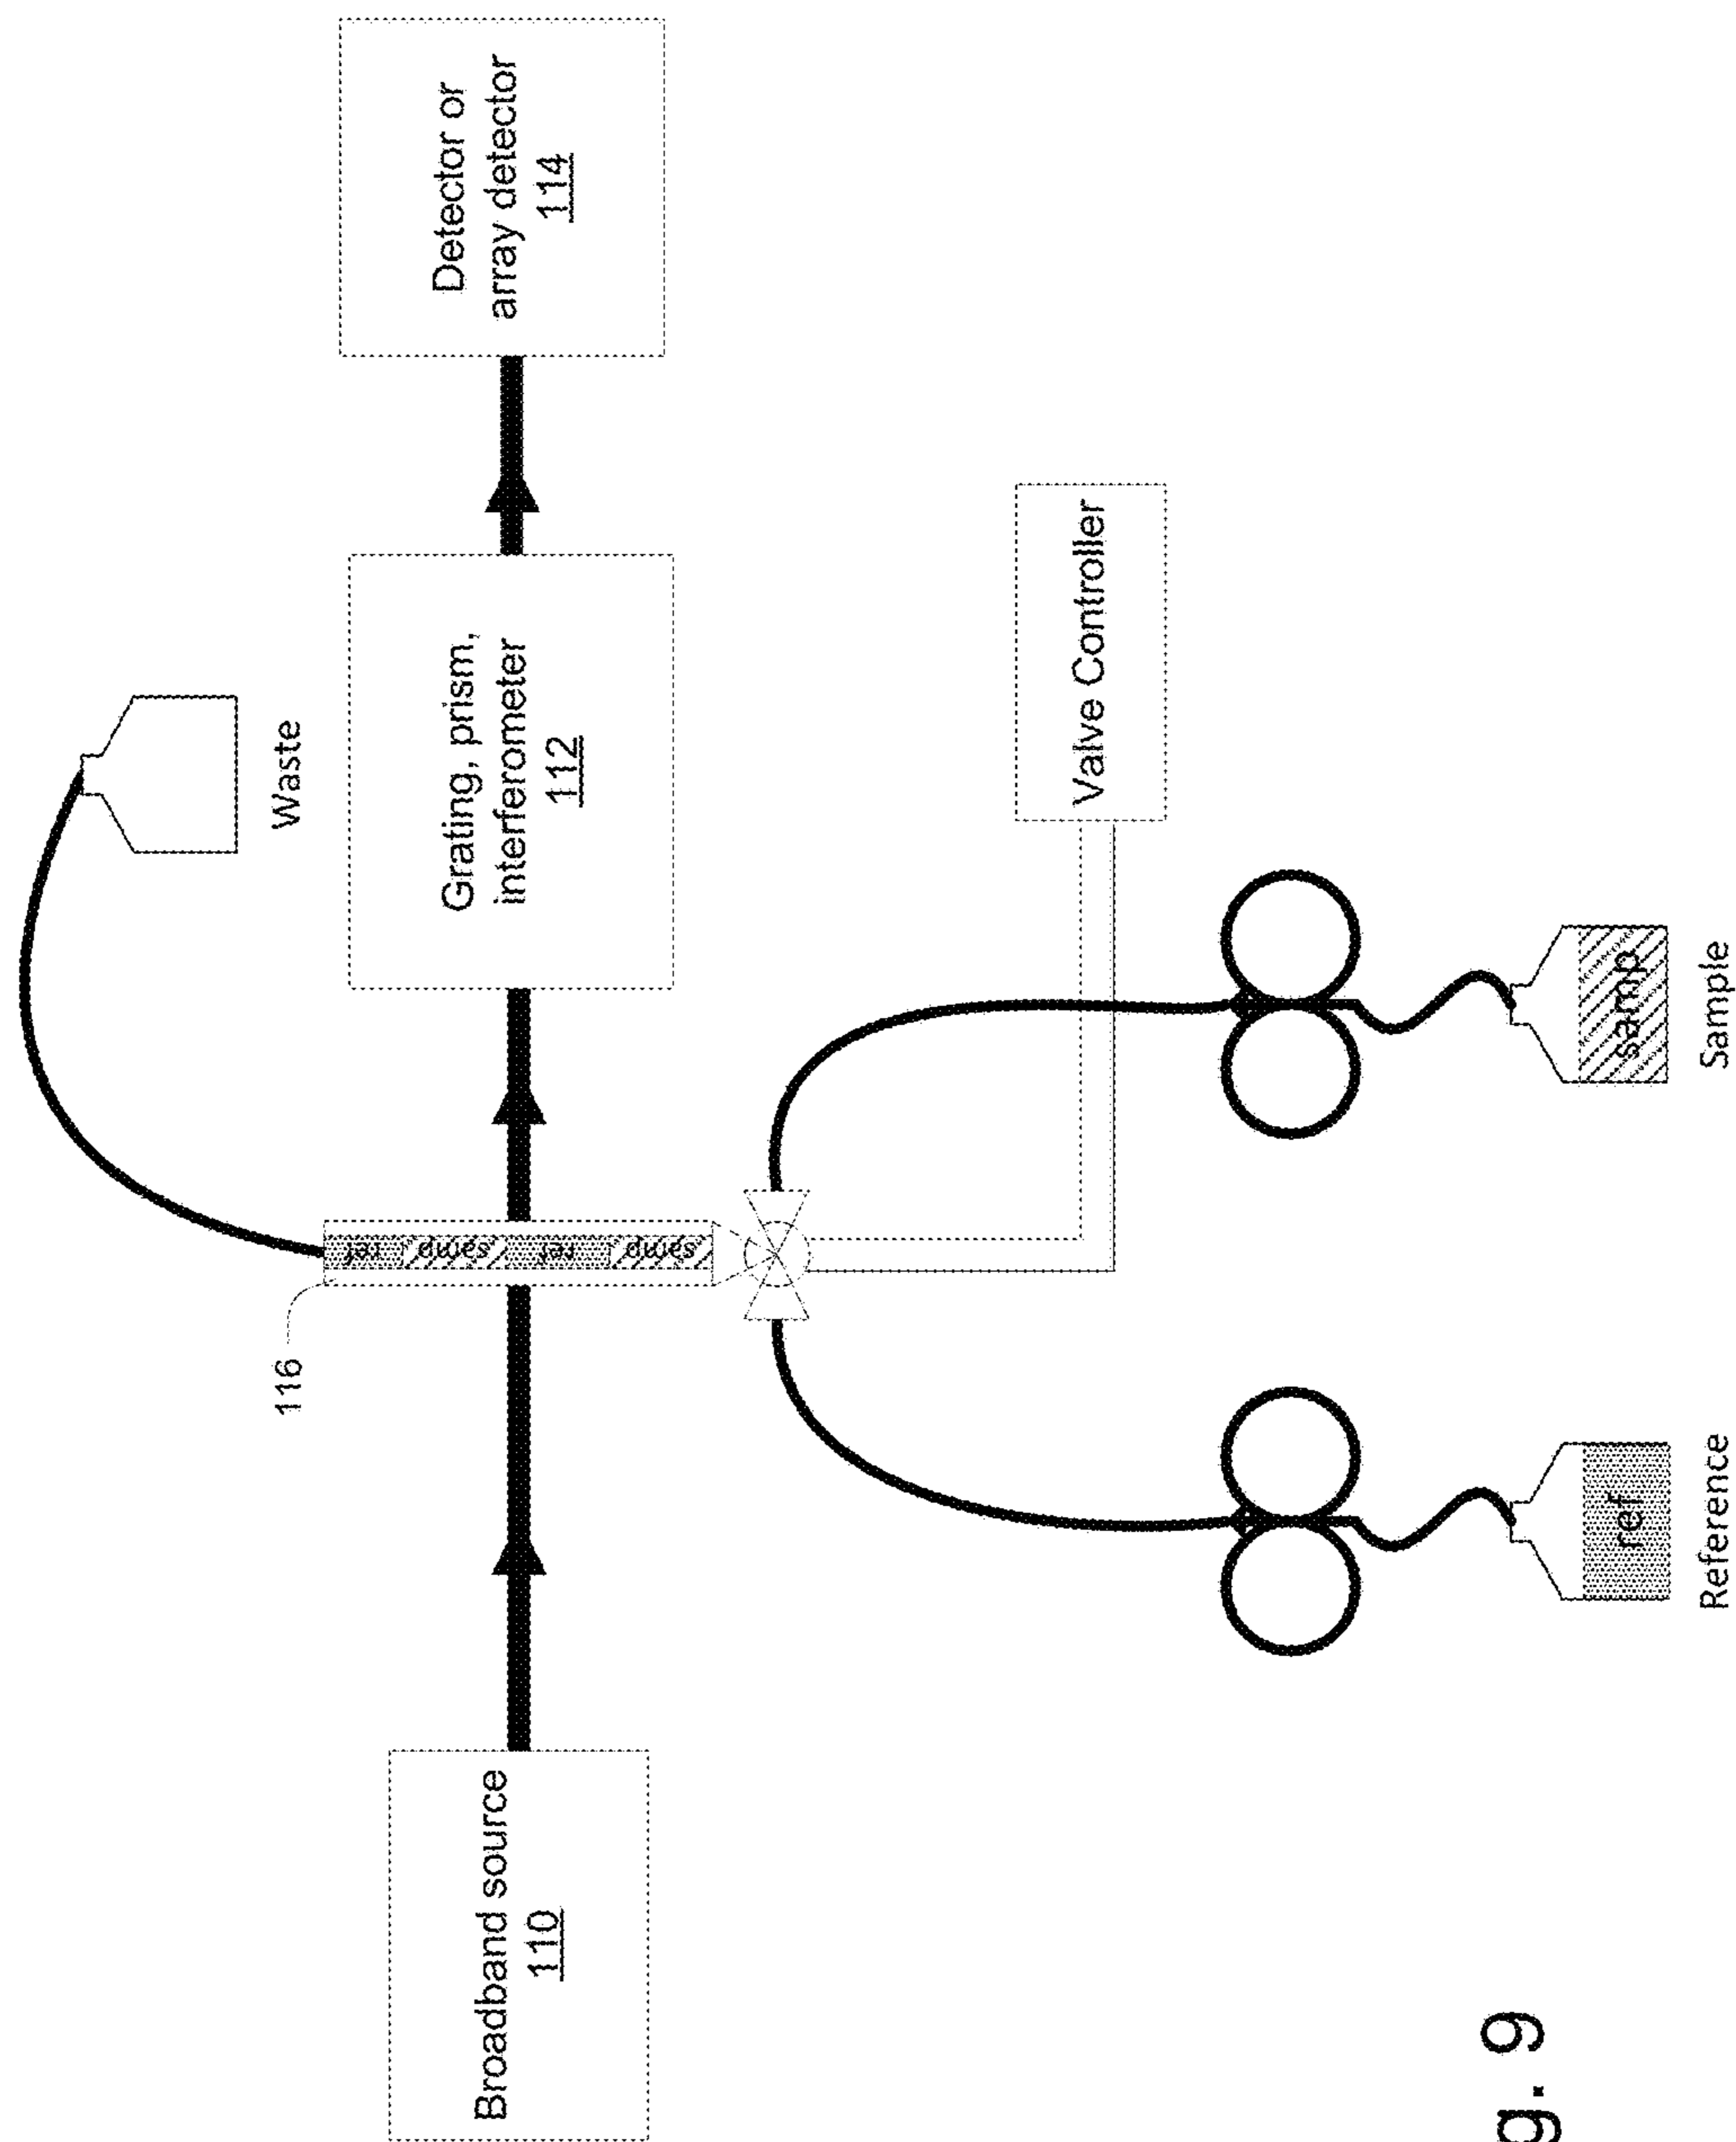 Waste
116
ref
samp
ref
samp
Broadband source
110
Grating, prism,
interferometer
112
Detector or
array detector
114
Valve Controller
ref
Reference
samp
Sample
g. 9